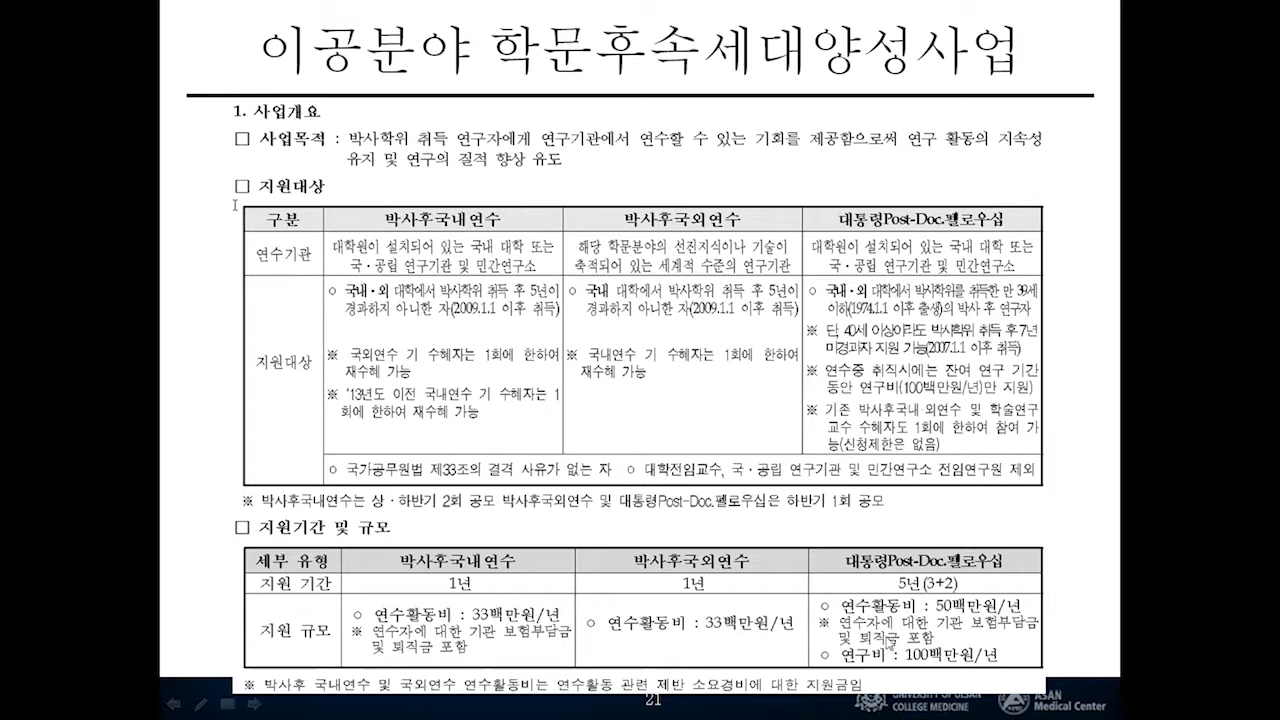 이공분야 학문후속세대양성사업
1. 사업개요
□ 사업목적 : 박사학위 취득 연구자에게 연구기관에서 연수할 수 있는 기회를 제공함으로써 연구 활동의 지속성
유지 및 연구의 질적 향상 유도
□ 지원대상
구분 박사후국내연수 박사후국외연수 대통령Post-Doc.펠로우십
연수기관 대학원이 설치되어 있는 국내 대학 또는 해당 학문분야의 선진지식이나 기술이 대학원이 설치되어 있는 국내 대학 또는
국·공립 연구기관 및 민간연구소 축적되어 있는 세계적 수준의 연구기관 국·공립 연구기관 및 민간연구소
지원대상
○ 국내·외 대학에서 박사학위 취득 후 5년이
경과하지 아니한 자(2009.1.1 이후 취득)
※ 국외연수 기 수혜자는 1회에 한하여
재수혜 가능
※ '13년도 이전 국내연수 기 수혜자는 1
회에 한하여 재수혜 가능
○ 국내 대학에서 박사학위 취득 후 5년이
경과하지 아니한 자(2009.1.1 이후 취득)
※ 국내연수 기 수혜자는 1회에 한하여
재수혜 가능
○ 국내·외 대학에서 박사학위를 취득한 만 39세
이하(1974.1.1 이후 출생)의 박사 후 연구자
※ 단, 40세 이상이라도 박사학위 취득 후 7년
미경과자 지원 가능(2007.1.1 이후 취득)
※ 연수중 취직시에는 잔여 연구 기간
동안 연구비(100백만원/년)만 지원)
※ 기존 박사후국내·외연수 및 학술연구
교수 수혜자도 1회에 한하여 참여 가
능(신청제한은 없음)
○ 국가공무원법 제33조의 결격 사유가 없는 자 ○ 대학전임교수, 국·공립 연구기관 및 민간연구소 전임연구원 제외
※ 박사후국내연수는 상·하반기 2회 공모 박사후국외연수 및 대통령Post-Doc.펠로우십은 하반기 1회 공모
□ 지원기간 및 규모
세부 유형 박사후국내연수 박사후국외연수 대통령Post-Doc.펠로우십
지원 기간 1년 1년 5년(3+2)
지원 규모
○ 연수활동비 : 33백만원/년
※ 연수자에 대한 기관 보험부담금
및 퇴직금 포함
○ 연수활동비 : 33백만원/년
○ 연수활동비 : 50백만원/년
※ 연수자에 대한 기관 보험부담금
및 퇴직금 포함
○ 연구비 : 100백만원/년
※ 박사후 국내연수 및 국외연수 연수활동비는 연수활동 관련 제반 소요경비에 대한 지원금임
21
UNIVERSITY OF ULSAN
COLLEGE MEDICINE
ASAN
Medical Center